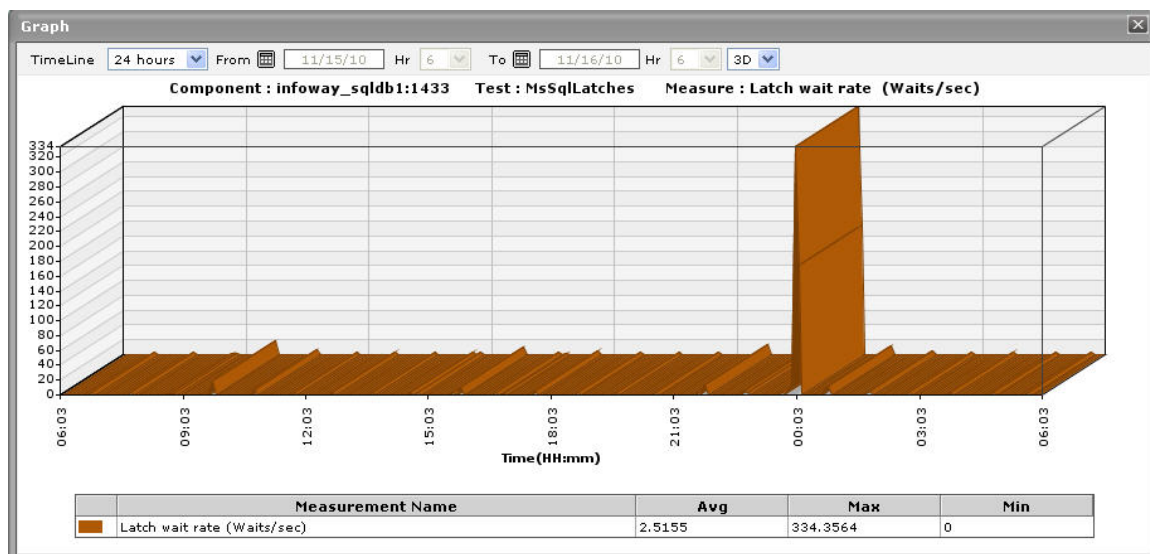 Graph
TimeLine 24 hours From 11/15/10 Hr 6 To 11/16/10 Hr 6 3D
Component : infoway_sqldb1:1433 Test : MsSqlLatches Measure : Latch wait rate (Waits/sec)
334
320
300
280
260
240
220
200
180
160
140
120
100
80
60
40
20
0
06:03 09:03 12:03 15:03 18:03 21:03 00:03 03:03 06:03
Time(HH:mm)
Measurement Name Avg Max Min
Latch wait rate (Waits/sec) 2.5155 334.3564 0